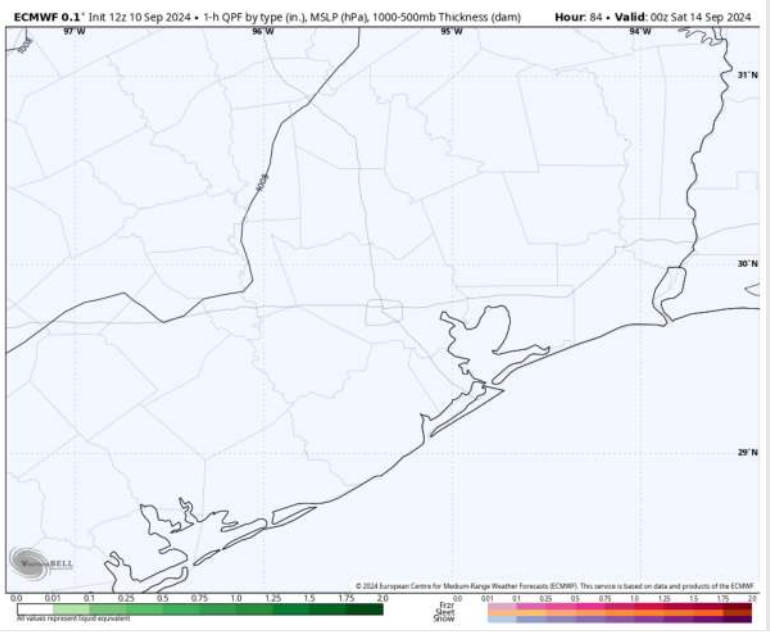 ECMWF 0.1° Init 12z 10 Sep 2024 • 1-h QPF by type (in.), MSLP (hPa), 1000-500mb Thickness (dam) Hour: 84 • Valid: 00z Sat 14 Sep 2024
97°W 96°W 95°W 94°W
1008
31°N
1008
30°N
29°N
WeatherBELL
© 2024 European Centre for Medium-Range Weather Forecasts (ECMWF). This service is based on data and products of the ECMWF
0.0 0.01 0.1 0.25 0.50 1.0 1.25 1.5 1.75 2.0 0.0 0.01 0.1 0.25 0.5 0.75 1.0 1.25 1.5 1.75 2.0
All values represent liquid equivalent
Frzr
Sleet
Snow